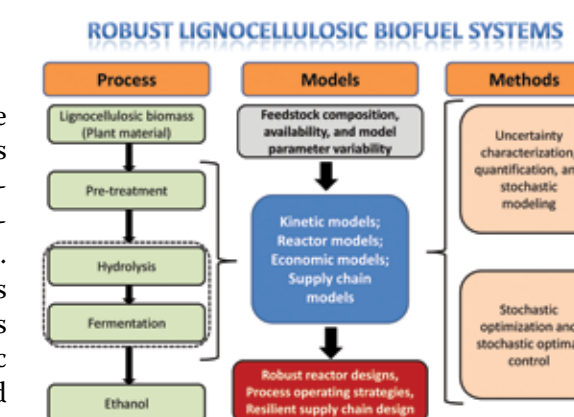 ROBUST LIGNOCELLULOSIC BIOFUEL SYSTEMS
Process
Models
Methods
Lignocellulosic biomass
(Plant material)
Pre-treatment
Hydrolysis
Fermentation
Ethanol
Feedstock composition,
availability, and model
parameter variability
Kinetic models;
Reactor models;
Economic models;
Supply chain
models
Robust reactor designs,
Process operating strategies,
Resilient supply chain design
Uncertainty
characterization,
quantification, an
stochastic
modeling
Stochastic
optimization and
stochastic optima
control